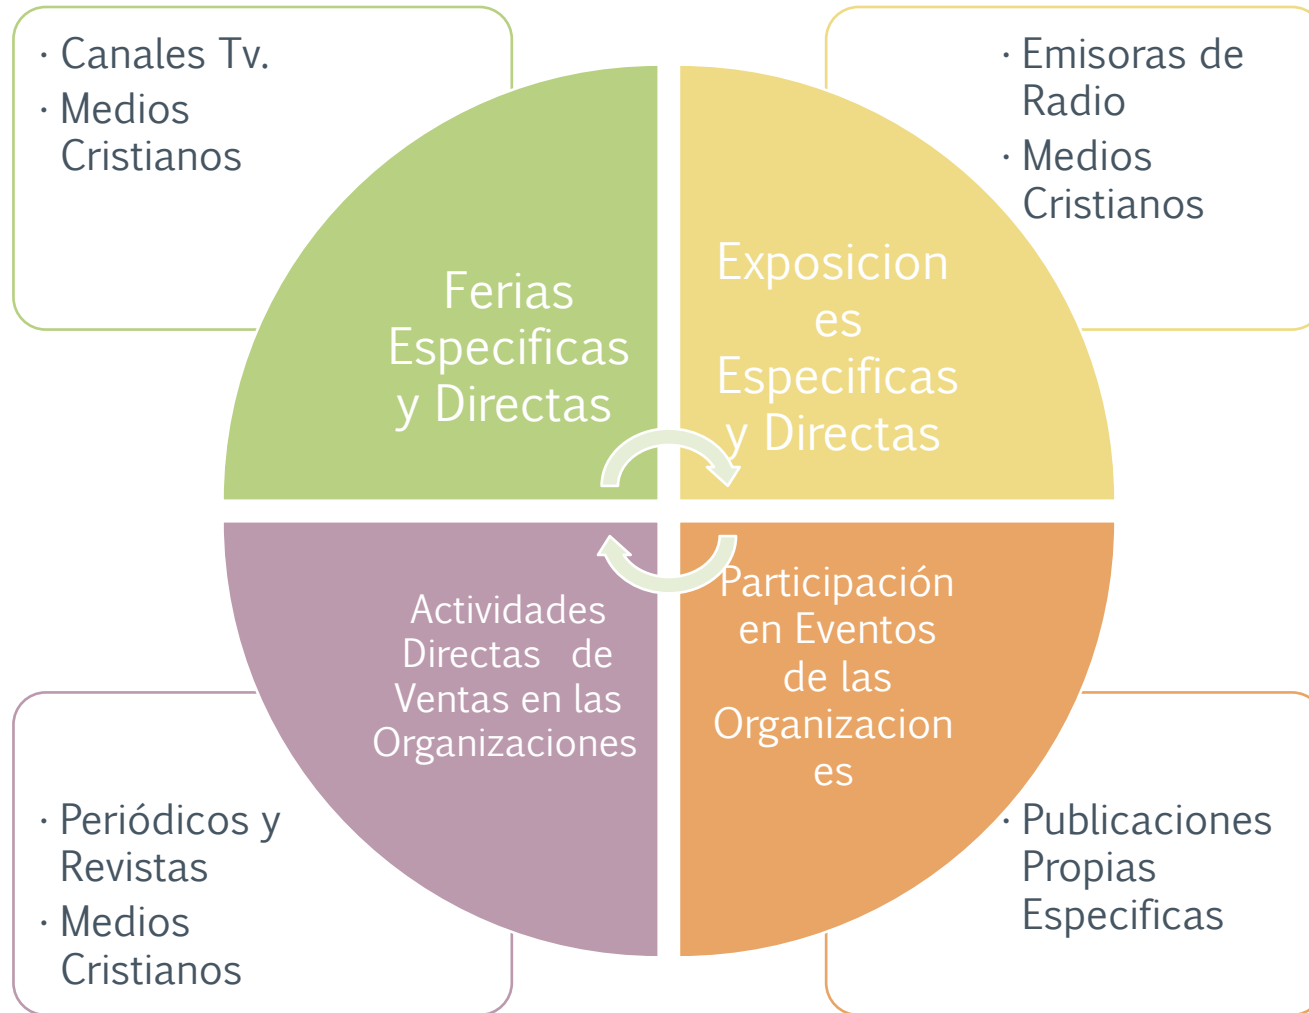 · Canales Tv.
· Medios
Cristianos
· Emisoras de
Radio
· Medios
Cristianos
Ferias
Especificas
y Directas
Exposicion
es
Especificas
y Directas
Actividades
Directas de
Ventas en las
Organizaciones
Participación
en Eventos
de las
Organizacion
es
· Periódicos y
Revistas
· Medios
Cristianos
· Publicaciones
Propias
Especificas